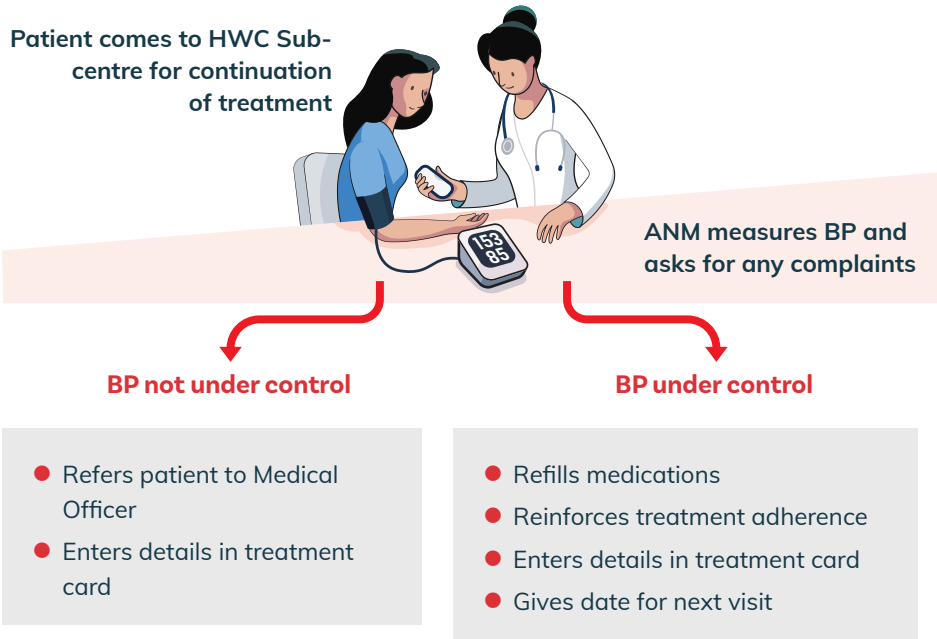 Patient comes to HWC Sub-
centre for continuation
of treatment
153
85
ANM measures BP and
asks for any complaints
BP not under control
Refers patient to Medical
Officer
Enters details in treatment
card
BP under control
Refills medications
Reinforces treatment adherence
Enters details in treatment card
Gives date for next visit